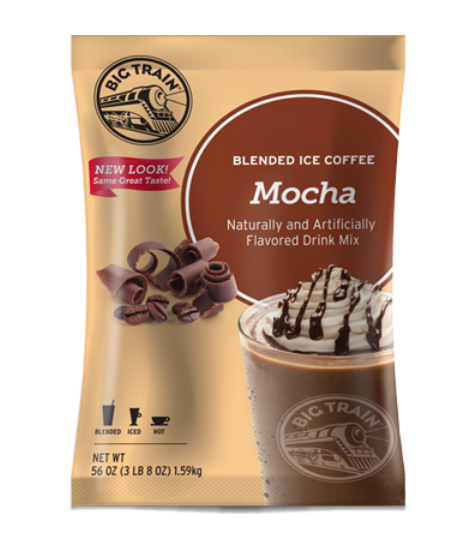 BIG TRAIN®
NEW LOOK!
Same Great Taste!
BLENDED ICE COFFEE
Mocha
Naturally and Artificially
Flavored Drink Mix
BIG TRAIN
BLENDED ICED HOT
NET WT
56 OZ (3 LB 8 OZ) 1.59kg